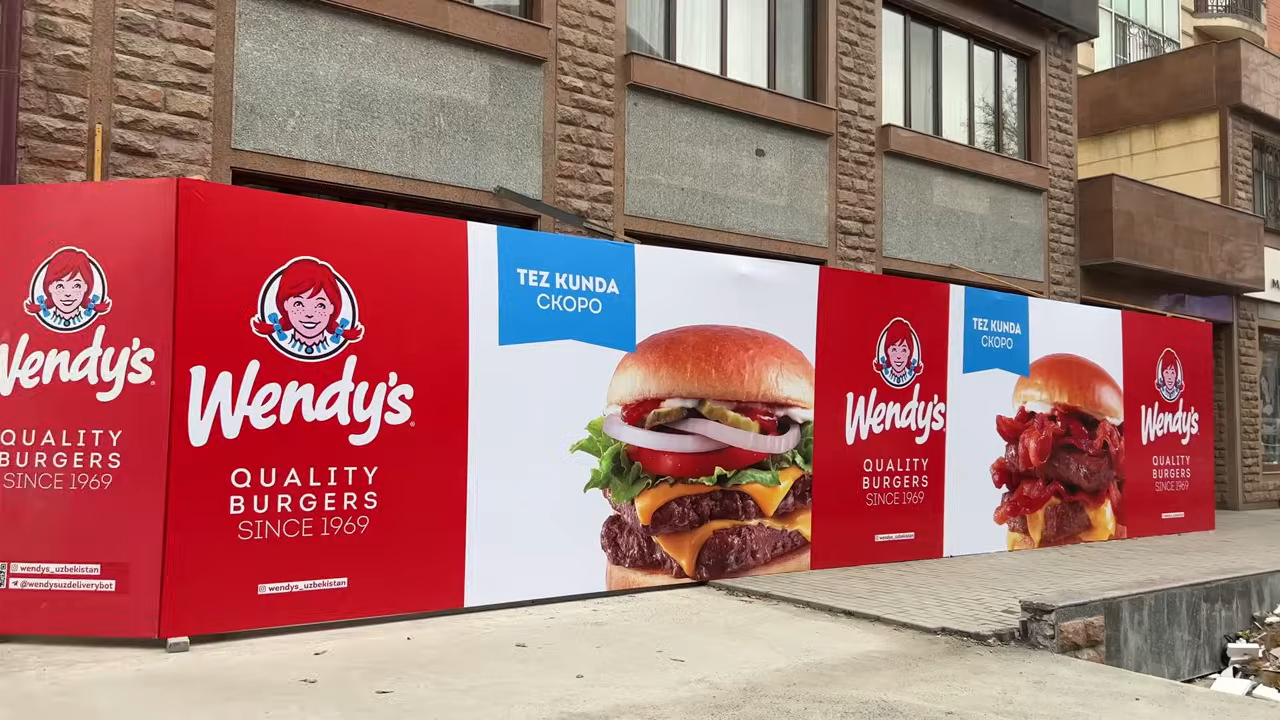 Wendy's
QUALITY
BURGERS
SINCE 1969
wendys_uzbekistan
@wendysuzdeliverybot
Wendy's
QUALITY
BURGERS
SINCE 1969
wendys_uzbekistan
TEZ KUNDA
СКОРО
Wendy's
QUALITY
BURGERS
SINCE 1969
wendys_uzbekistan
TEZ KUNDA
СКОРО
Wendy's
QUALITY
BURGERS
SINCE 1969